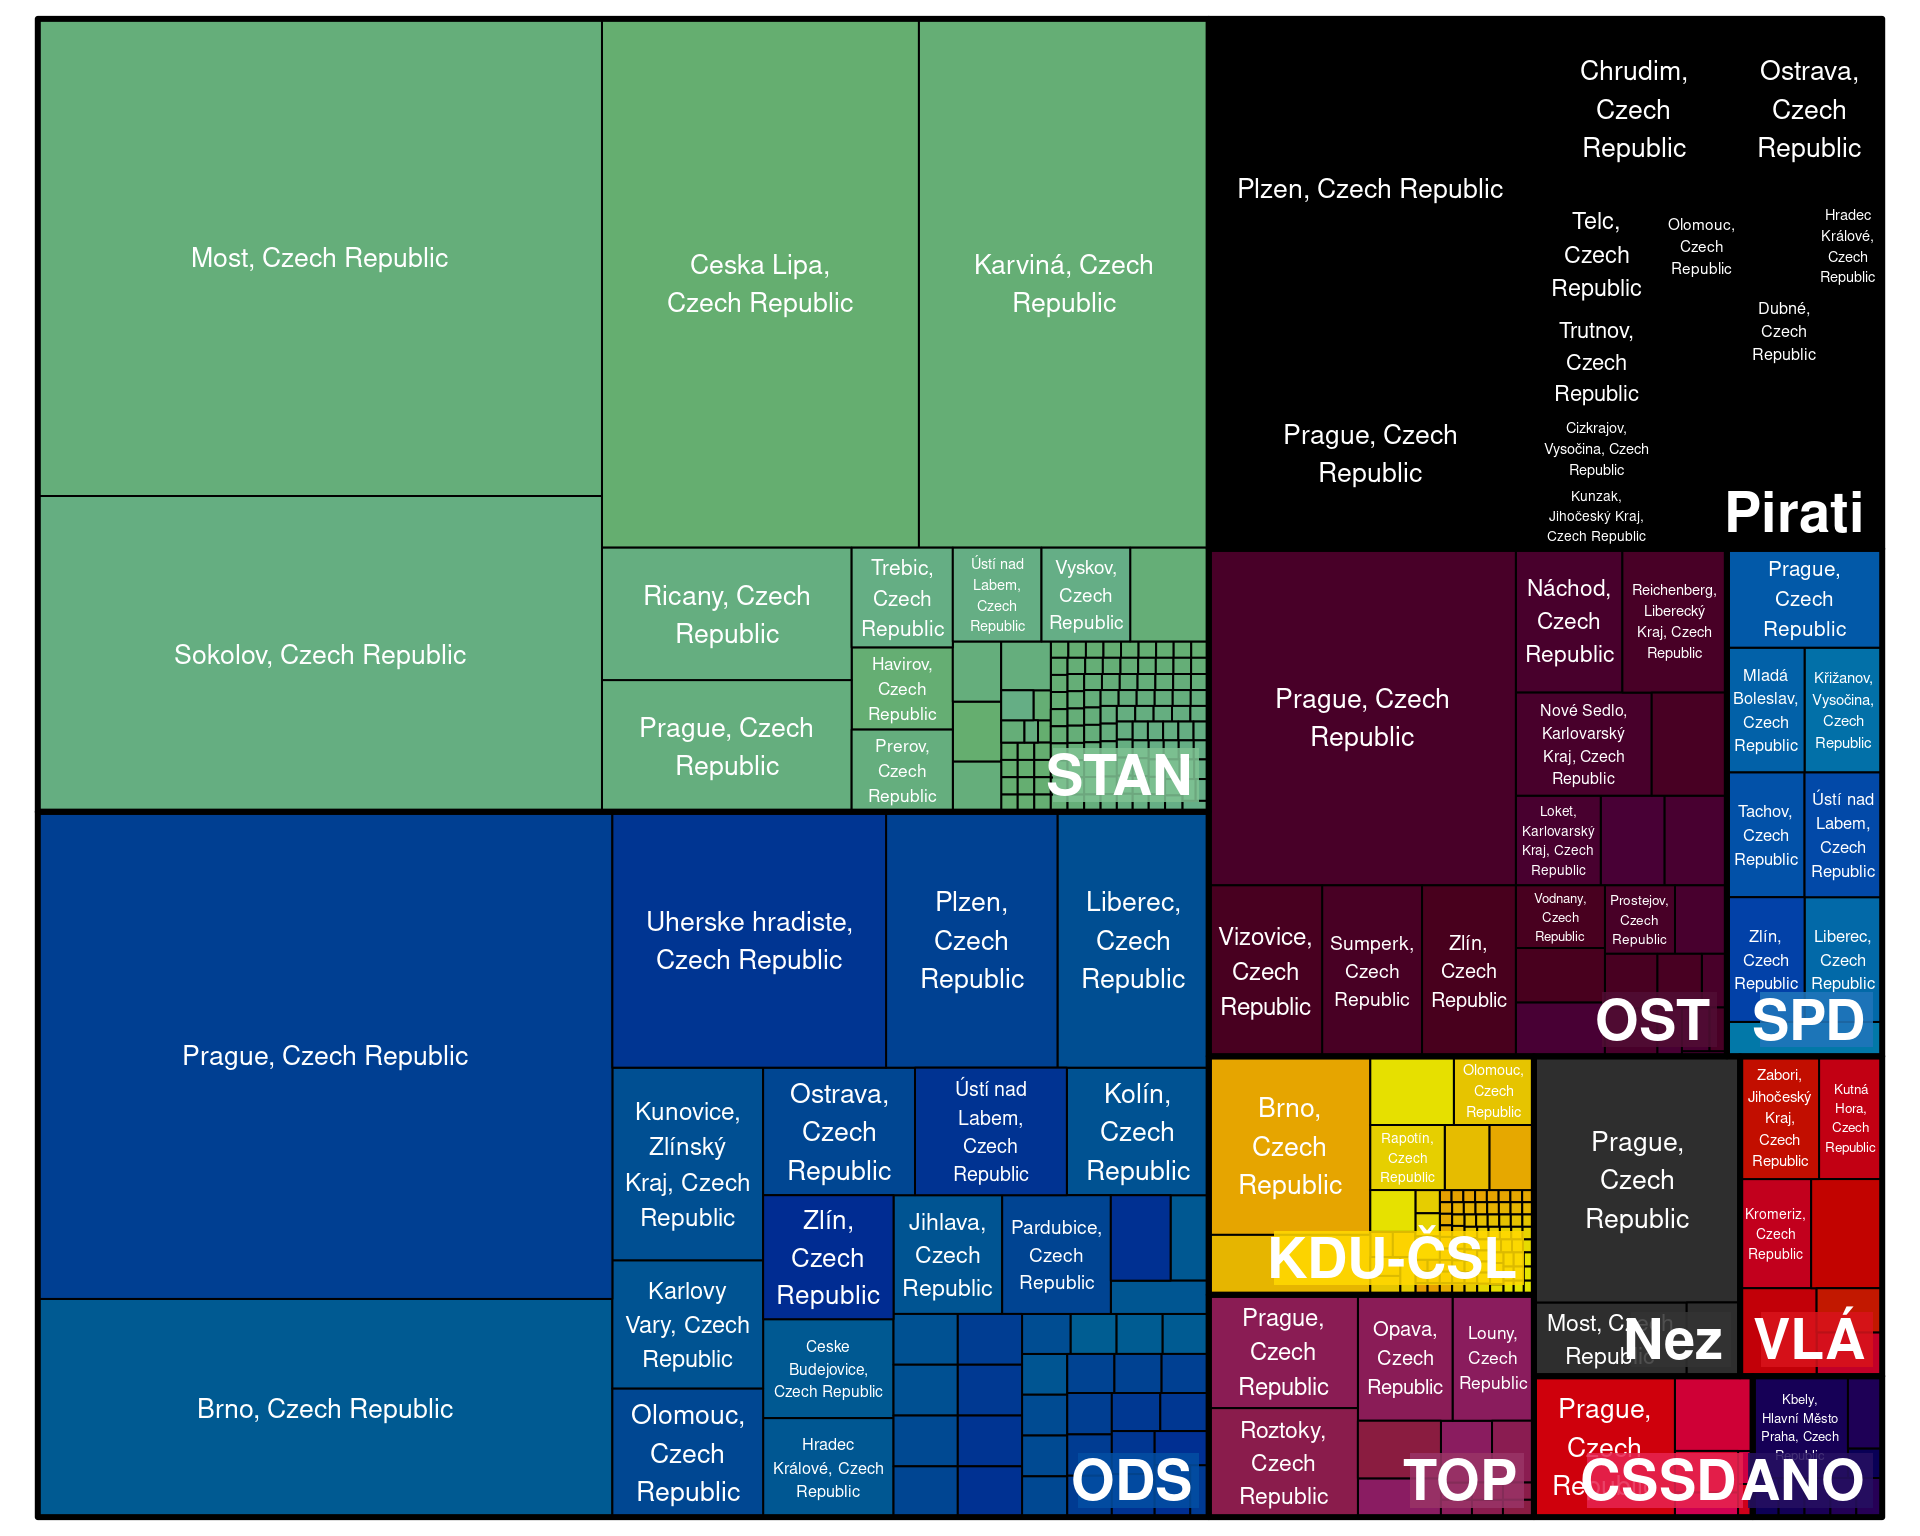 Most, Czech Republic
Sokolov, Czech Republic
Ceska Lipa,
Czech Republic
Karviná, Czech
Republic
Ricany, Czech
Republic
Prague, Czech
Republic
Trebic,
Czech
Republic
Havirov,
Czech
Republic
Prerov,
Czech
Republic
Ústí nad
Labem,
Czech
Republic
Vyskov,
Czech
Republic
STAN
Prague, Czech Republic
Brno, Czech Republic
Uherske hradiste,
Czech Republic
Plzen,
Czech
Republic
Liberec,
Czech
Republic
Kunovice,
Zlínský
Kraj, Czech
Republic
Karlovy
Vary, Czech
Republic
Olomouc,
Czech
Republic
Ostrava,
Czech
Republic
Ústí nad
Labem,
Czech
Republic
Kolín,
Czech
Republic
Zlín,
Czech
Republic
Ceske
Budejovice,
Czech Republic
Hradec
Králové, Czech
Republic
Jihlava,
Czech
Republic
Pardubice,
Czech
Republic
ODS
Plzen, Czech Republic
Prague, Czech
Republic
Chrudim,
Czech
Republic
Ostrava,
Czech
Republic
Telc,
Czech
Republic
Olomouc,
Czech
Republic
Hradec
Králové,
Czech
Republic
Dubné,
Czech
Republic
Trutnov,
Czech
Republic
Cizkrajov,
Vysočina, Czech
Republic
Kunzak,
Jihočeský Kraj,
Czech Republic
Pirati
Prague, Czech
Republic
Náchod,
Czech
Republic
Reichenberg,
Liberecký
Kraj, Czech
Republic
Nové Sedlo,
Karlovarský
Kraj, Czech
Republic
Loket,
Karlovarský
Kraj, Czech
Republic
Vizovice,
Czech
Republic
Sumperk,
Czech
Republic
Zlín,
Czech
Republic
Vodnany,
Czech
Republic
Prostejov,
Czech
Republic
OST
Prague,
Czech
Republic
Mladá
Boleslav,
Czech
Republic
Křižanov,
Vysočina,
Czech
Republic
Tachov,
Czech
Republic
Ústí nad
Labem,
Czech
Republic
Zlín,
Czech
Republic
Liberec,
Czech
Republic
SPD
Brno,
Czech
Republic
Olomouc,
Czech
Republic
Rapotín,
Czech
Republic
KDU-ČSL
Prague,
Czech
Republic
Roztoky,
Czech
Republic
Opava,
Czech
Republic
Louny,
Czech
Republic
TOP
Prague,
Czech
Republic
Most, Czech
Republic
Nez
Zabori,
Jihočeský
Kraj,
Czech
Republic
Kutná
Hora,
Czech
Republic
Kromeriz,
Czech
Republic
VLÁ
Prague,
Czech
Republic
CSSD
Kbely,
Hlavní Město
Praha, Czech
Republic
ANO